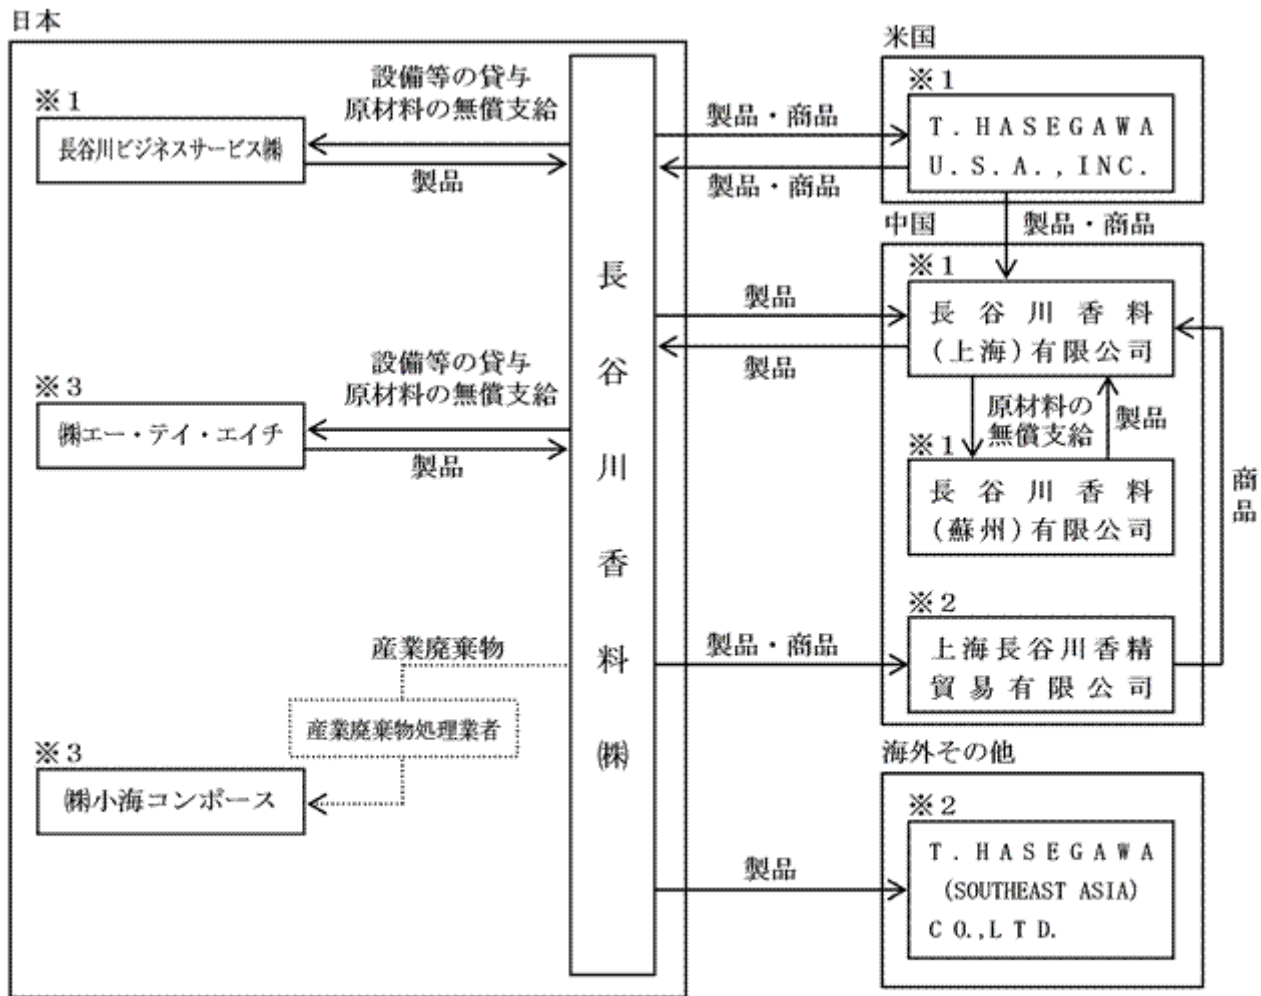 日本
※1
長谷川ビジネスサービス㈱
設備等の貸与
原材料の無償支給
製品
※3
㈱エー・テイ・エイチ
設備等の貸与
原材料の無償支給
製品
産業廃棄物
産業廃棄物処理業者
※3
㈱小海コンポース
長谷川香料㈱
米国
※1
T.HASEGAWA
U.S.A.,INC.
製品・商品
製品・商品
中国
製品・商品
※1
長谷川香料
(上海)有限公司
製品
製品
原材料の
無償支給
製品
※1
長谷川香料
(蘇州)有限公司
商品
※2
上海長谷川香精
貿易有限公司
製品・商品
海外その他
※2
T.HASEGAWA
(SOUTHEAST ASIA)
CO.,LTD.
製品